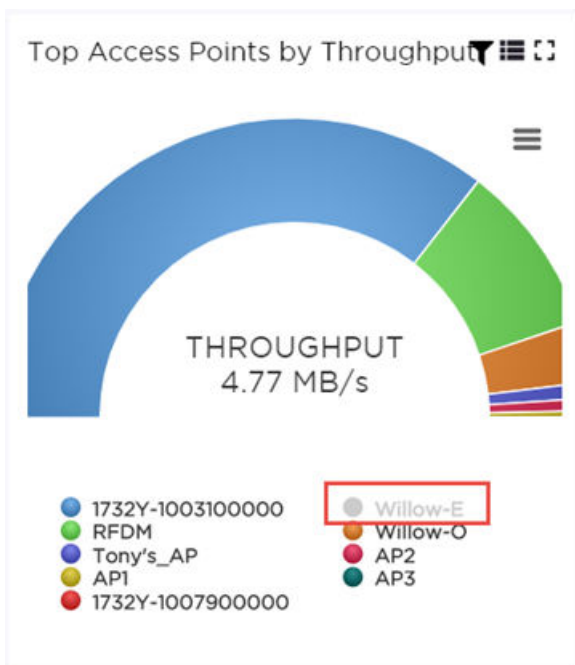 Top Access Points by Throughput
THROUGHPUT
4.77 MB/s
1732Y-1003100000
RFDM
Tony's_AP
AP1
1732Y-1007900000
Willow-E
Willow-O
AP2
AP3